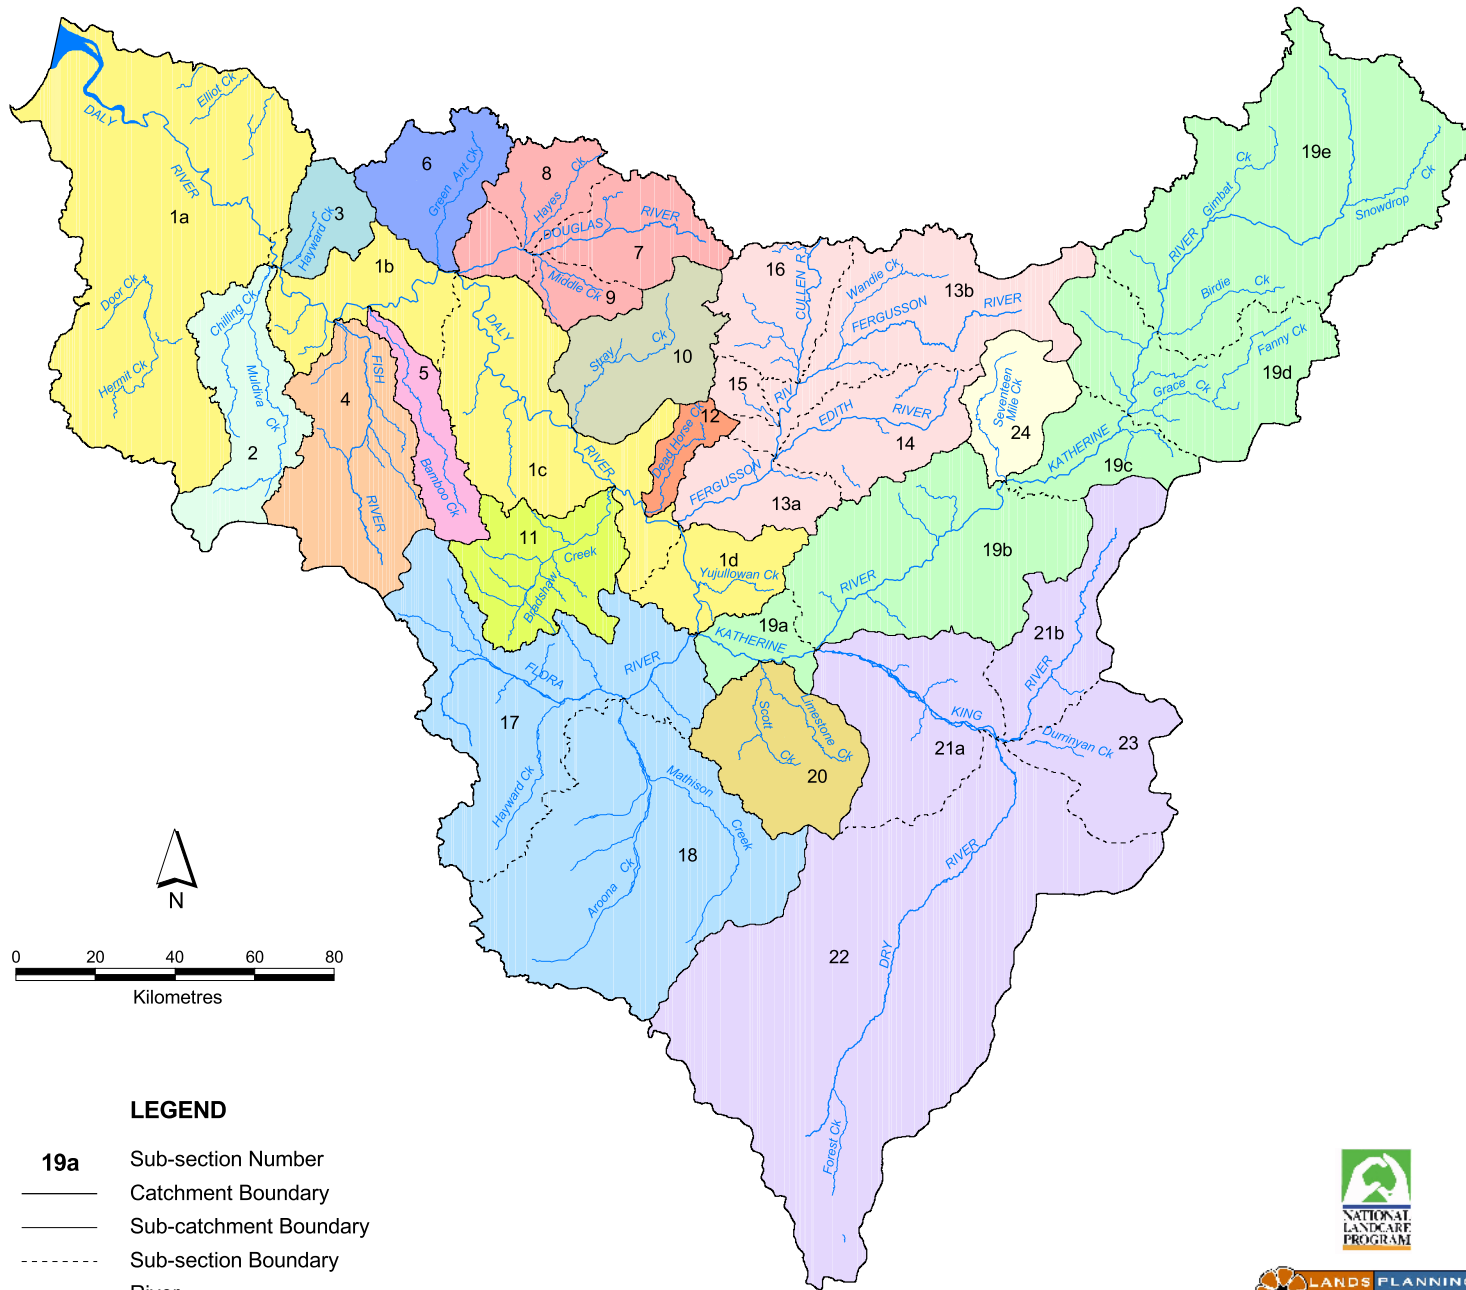 19e
Elliot Ck
DALY
RIVER
1a
6
Green Ant Ck
8
Hayes Ck
DOUGLAS
RIVER
7
Middle Ck
9
3
Hayward Ck
1b
Gimbat Ck
RIVER
Snowdrop Ck
Birdie Ck
Fanny Ck
19d
Grace Ck
16
CULLEN R
Wandie Ck
13b
FERGUSSON
RIVER
Door Ck
Hermit Ck
Chilling Ck
Muldiva
Ck
2
FISH
4
RIVER
5
Bamboo Ck
DALY
1c
RIVER
Stray Ck
10
12
Dead Horse Ck
15
RIV
EDITH
RIVER
14
FERGUSSON
13a
Seventeen
Mile Ck
24
KATHERINE
19c
11
Bradshaw
Creek
1d
Yujullowan Ck
19b
RIVER
19a
KATHERINE
21b
RIVER
FLORA
RIVER
17
Hayward Ck
Scott
Ck
Limestone Ck
20
KING
21a
Durrinyan Ck
23
Mathison
Creek
18
Aroona Ck
RIVER
22
DRY
Forest Ck
N
0 20 40 60 80
Kilometres
LEGEND
19a Sub-section Number
Catchment Boundary
Sub-catchment Boundary
Sub-section Boundary
River
NATIONAL
LANDCARE
PROGRAM
LANDS PLANNING